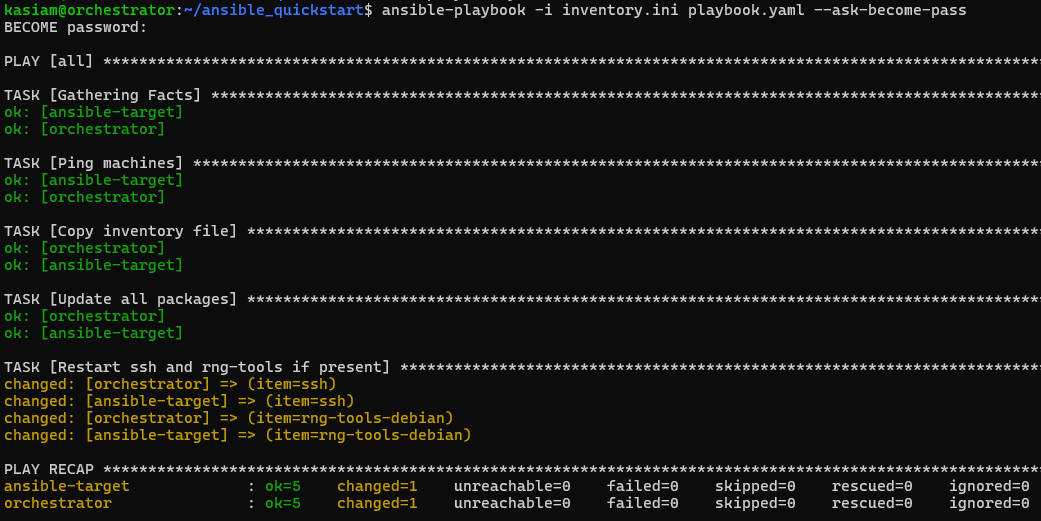 kasiam@orchestrator:~/ansible_quickstart$ ansible-playbook -i inventory.ini playbook.yaml --ask-become-pass
BECOME password:
PLAY [all] *********************************************************************************************************
TASK [Gathering Facts] *********************************************************************************************
ok: [ansible-target]
ok: [orchestrator]
TASK [Ping machines] ***********************************************************************************************
ok: [ansible-target]
ok: [orchestrator]
TASK [Copy inventory file] *****************************************************************************************
ok: [orchestrator]
ok: [ansible-target]
TASK [Update all packages] *****************************************************************************************
ok: [orchestrator]
ok: [ansible-target]
TASK [Restart ssh and rng-tools if present] ************************************************************************
changed: [orchestrator] => (item=ssh)
changed: [ansible-target] => (item=ssh)
changed: [orchestrator] => (item=rng-tools-debian)
changed: [ansible-target] => (item=rng-tools-debian)
PLAY RECAP *********************************************************************************************************
ansible-target             : ok=5    changed=1    unreachable=0    failed=0    skipped=0    rescued=0    ignored=0
orchestrator               : ok=5    changed=1    unreachable=0    failed=0    skipped=0    rescued=0    ignored=0